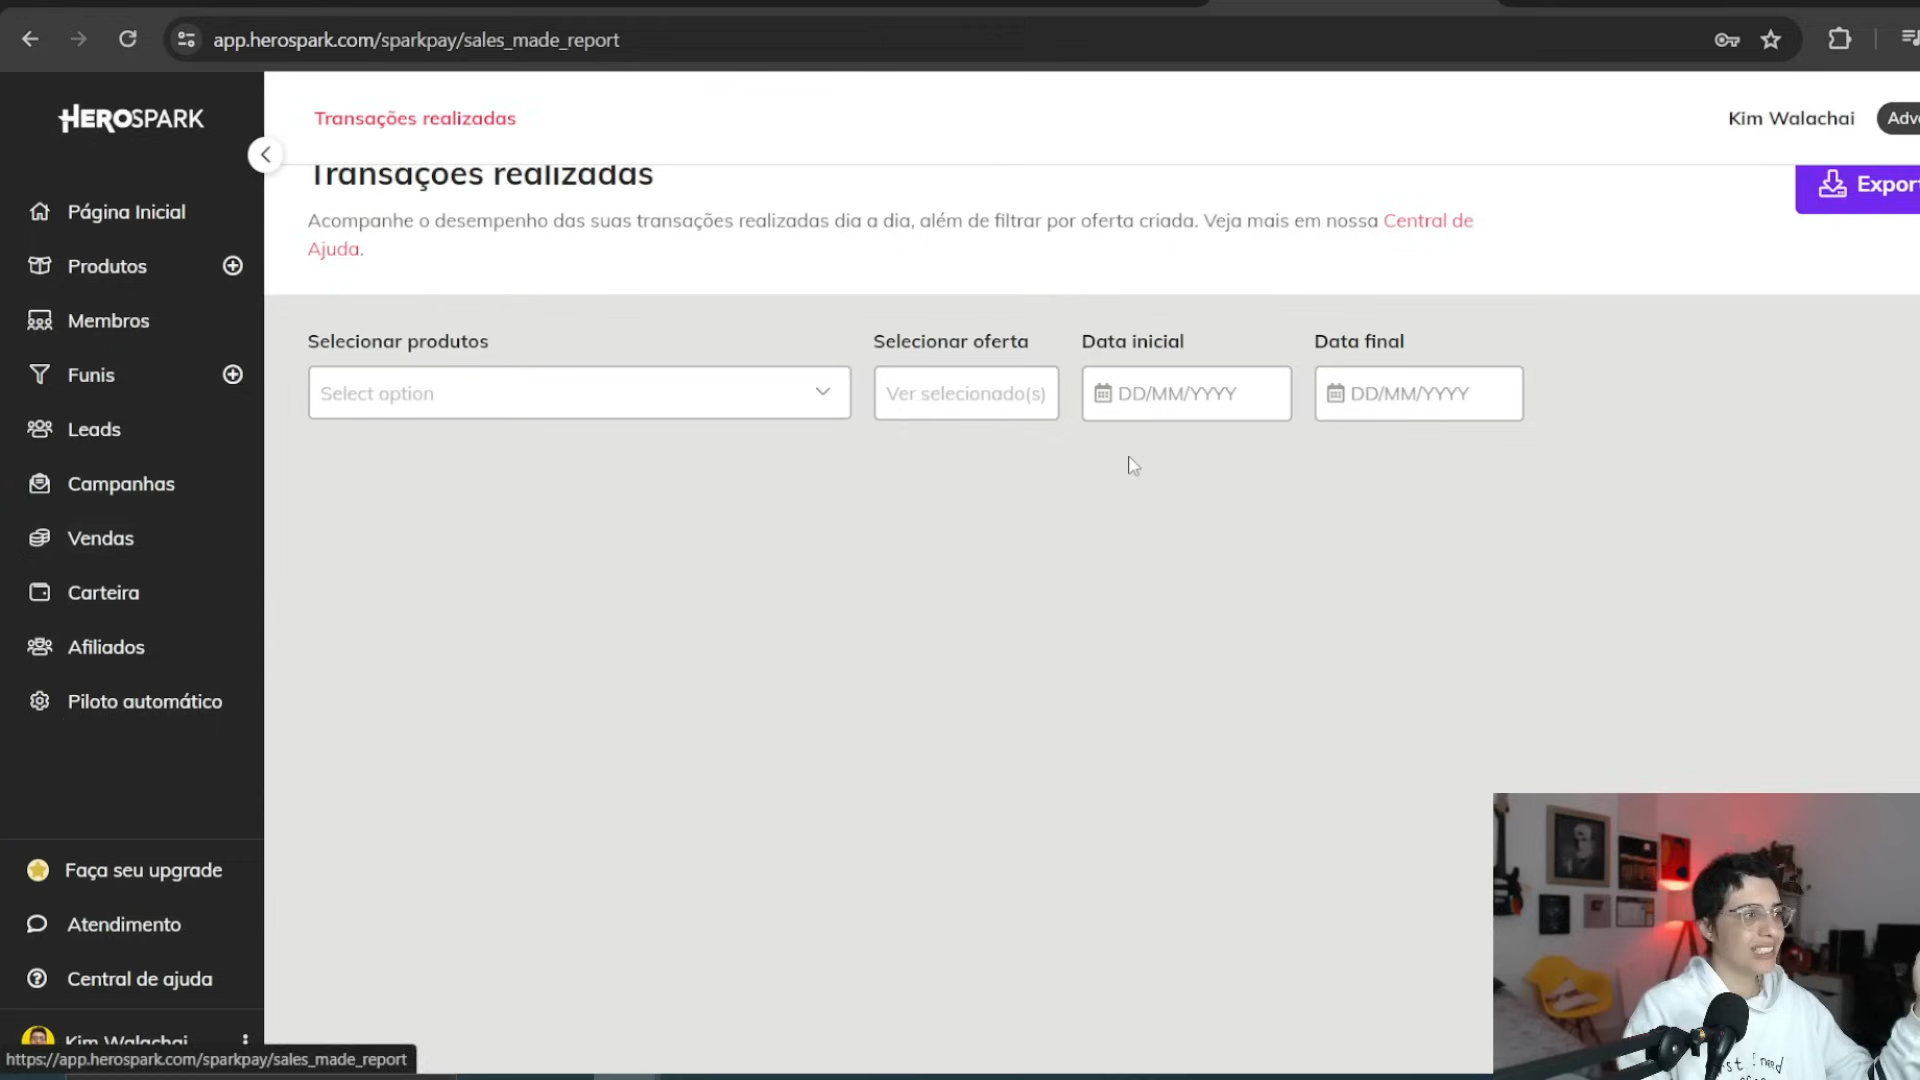 app.herospark.com/sparkpay/sales_made_report
HEROSPARK
Transações realizadas
Kim Walachai
Transações realizadas
Acompanhe o desempenho das suas transações realizadas dia a dia, além de filtrar por oferta criada. Veja mais em nossa Central de
Ajuda.
Página Inicial
Produtos
Membros
Funis
Leads
Campanhas
Vendas
Carteira
Afiliados
Piloto automático
Selecionar produtos
Select option
Selecionar oferta
Ver selecionado(s)
Data inicial
DD/MM/YYYY
Data final
DD/MM/YYYY
Faça seu upgrade
Atendimento
Central de ajuda
Kim Walachai
https://app.herospark.com/sparkpay/sales_made_report